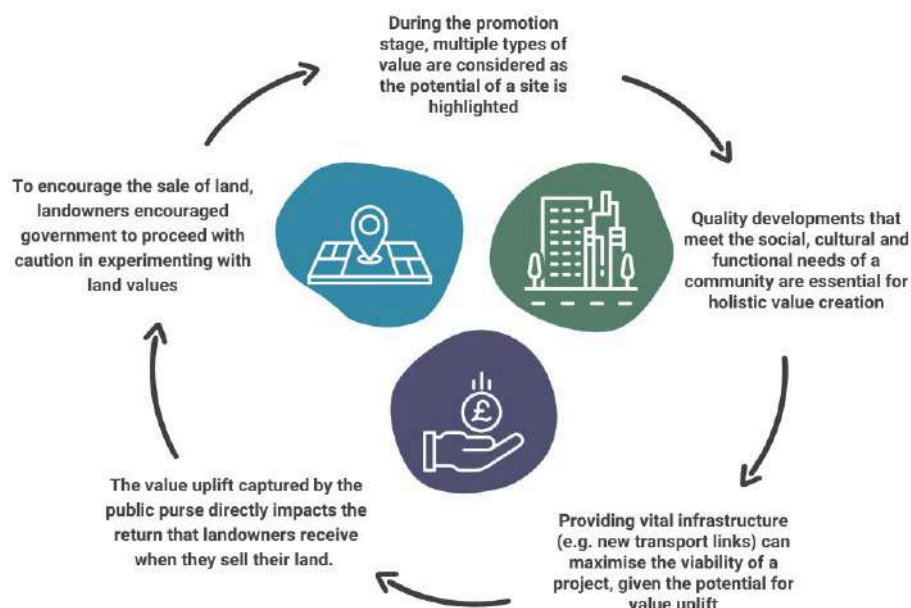 During the promotion
stage, multiple types of
value are considered as
the potential of a site is
highlighted
Quality developments that
meet the social, cultural and
functional needs of a
community are essential for
holistic value creation
Providing vital infrastructure
(e.g. new transport links) can
maximise the viability of a
project, given the potential for
value uplift
The value uplift captured by the
public purse directly impacts the
return that landowners receive
when they sell their land.
To encourage the sale of land,
landowners encouraged
government to proceed with
caution in experimenting with
land values
£